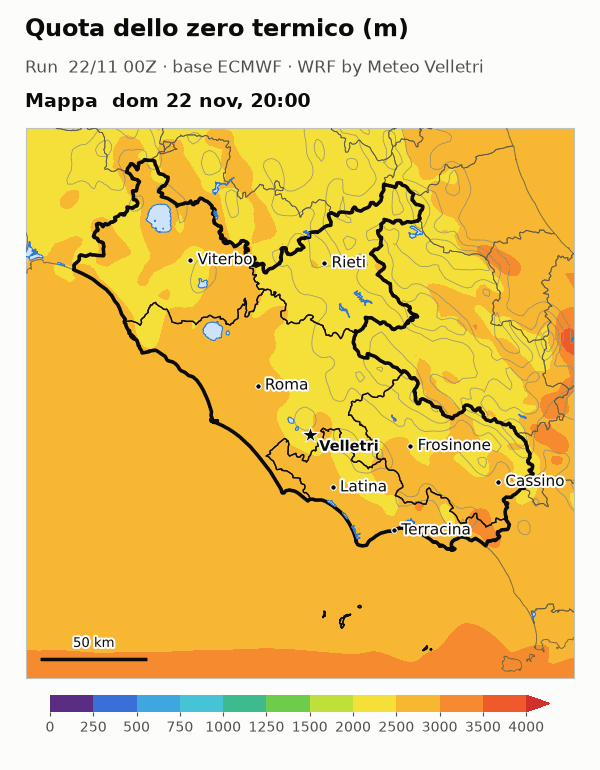 Quota dello zero termico (m)
Run 22/11 00Z · base ECMWF · WRF by Meteo Velletri
Mappa dom 22 nov, 20:00
Viterbo
Rieti
Roma
Velletri
Frosinone
Cassino
Latina
Terracina
50 km
0 250 500 750 1000 1250 1500 2000 2500 3000 3500 4000